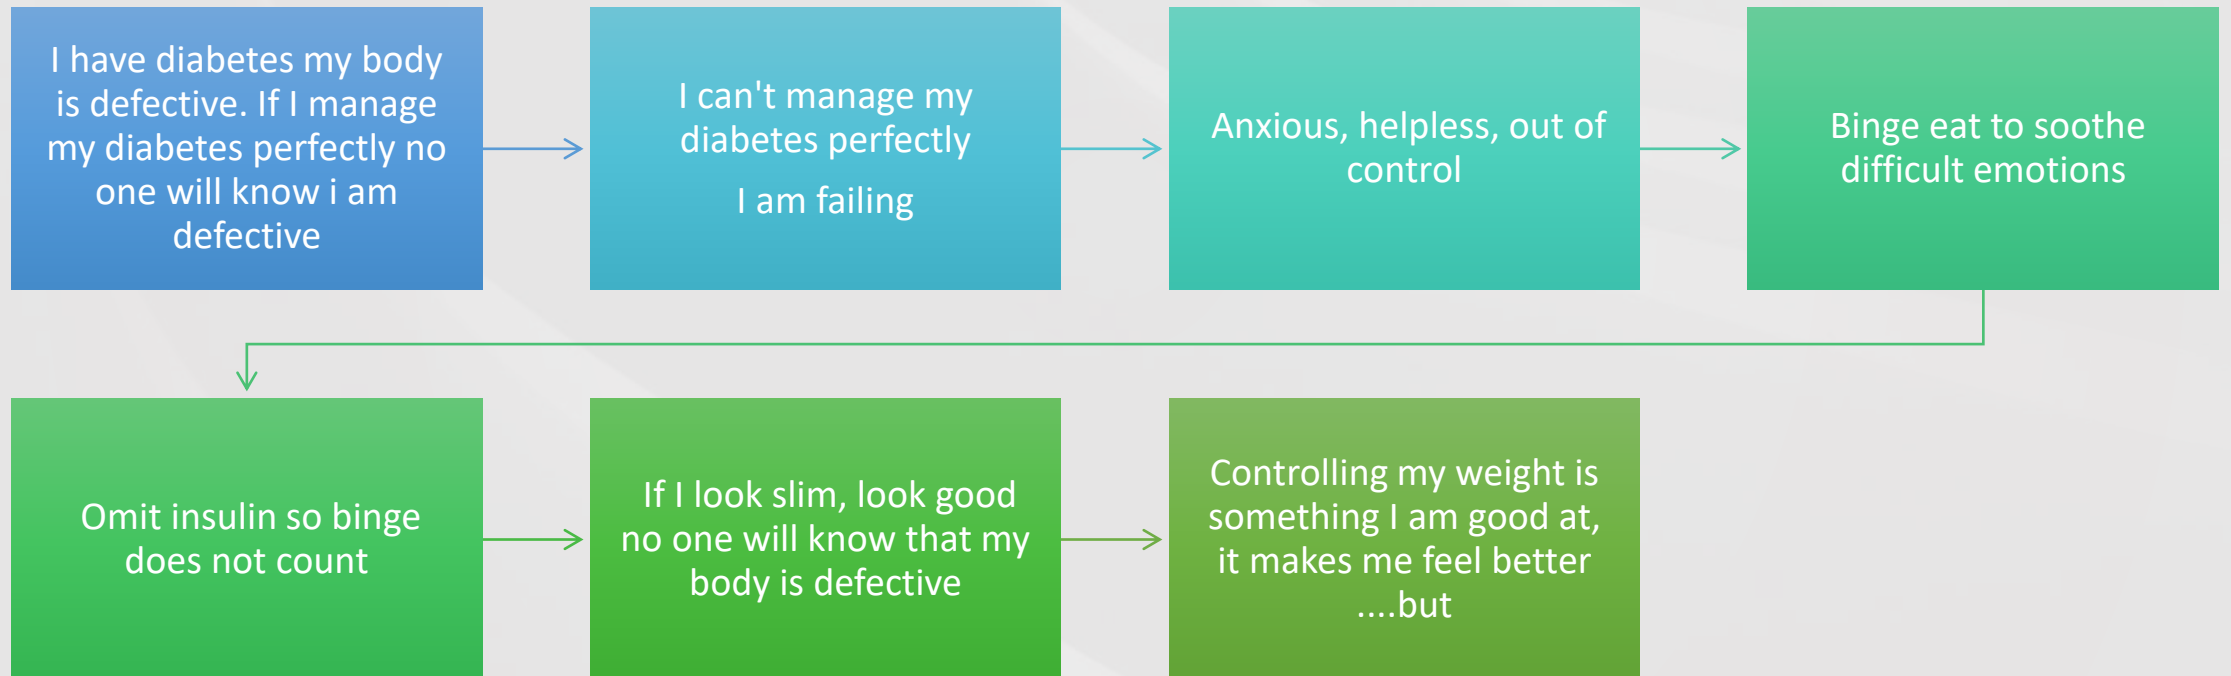 I have diabetes my body
is defective. If I manage
my diabetes perfectly no
one will know i am
defective
I can't manage my
diabetes perfectly
I am failing
Anxious, helpless, out of
control
Binge eat to soothe
difficult emotions
Omit insulin so binge
does not count
If I look slim, look good
no one will know that my
body is defective
Controlling my weight is
something I am good at,
it makes me feel better
....but